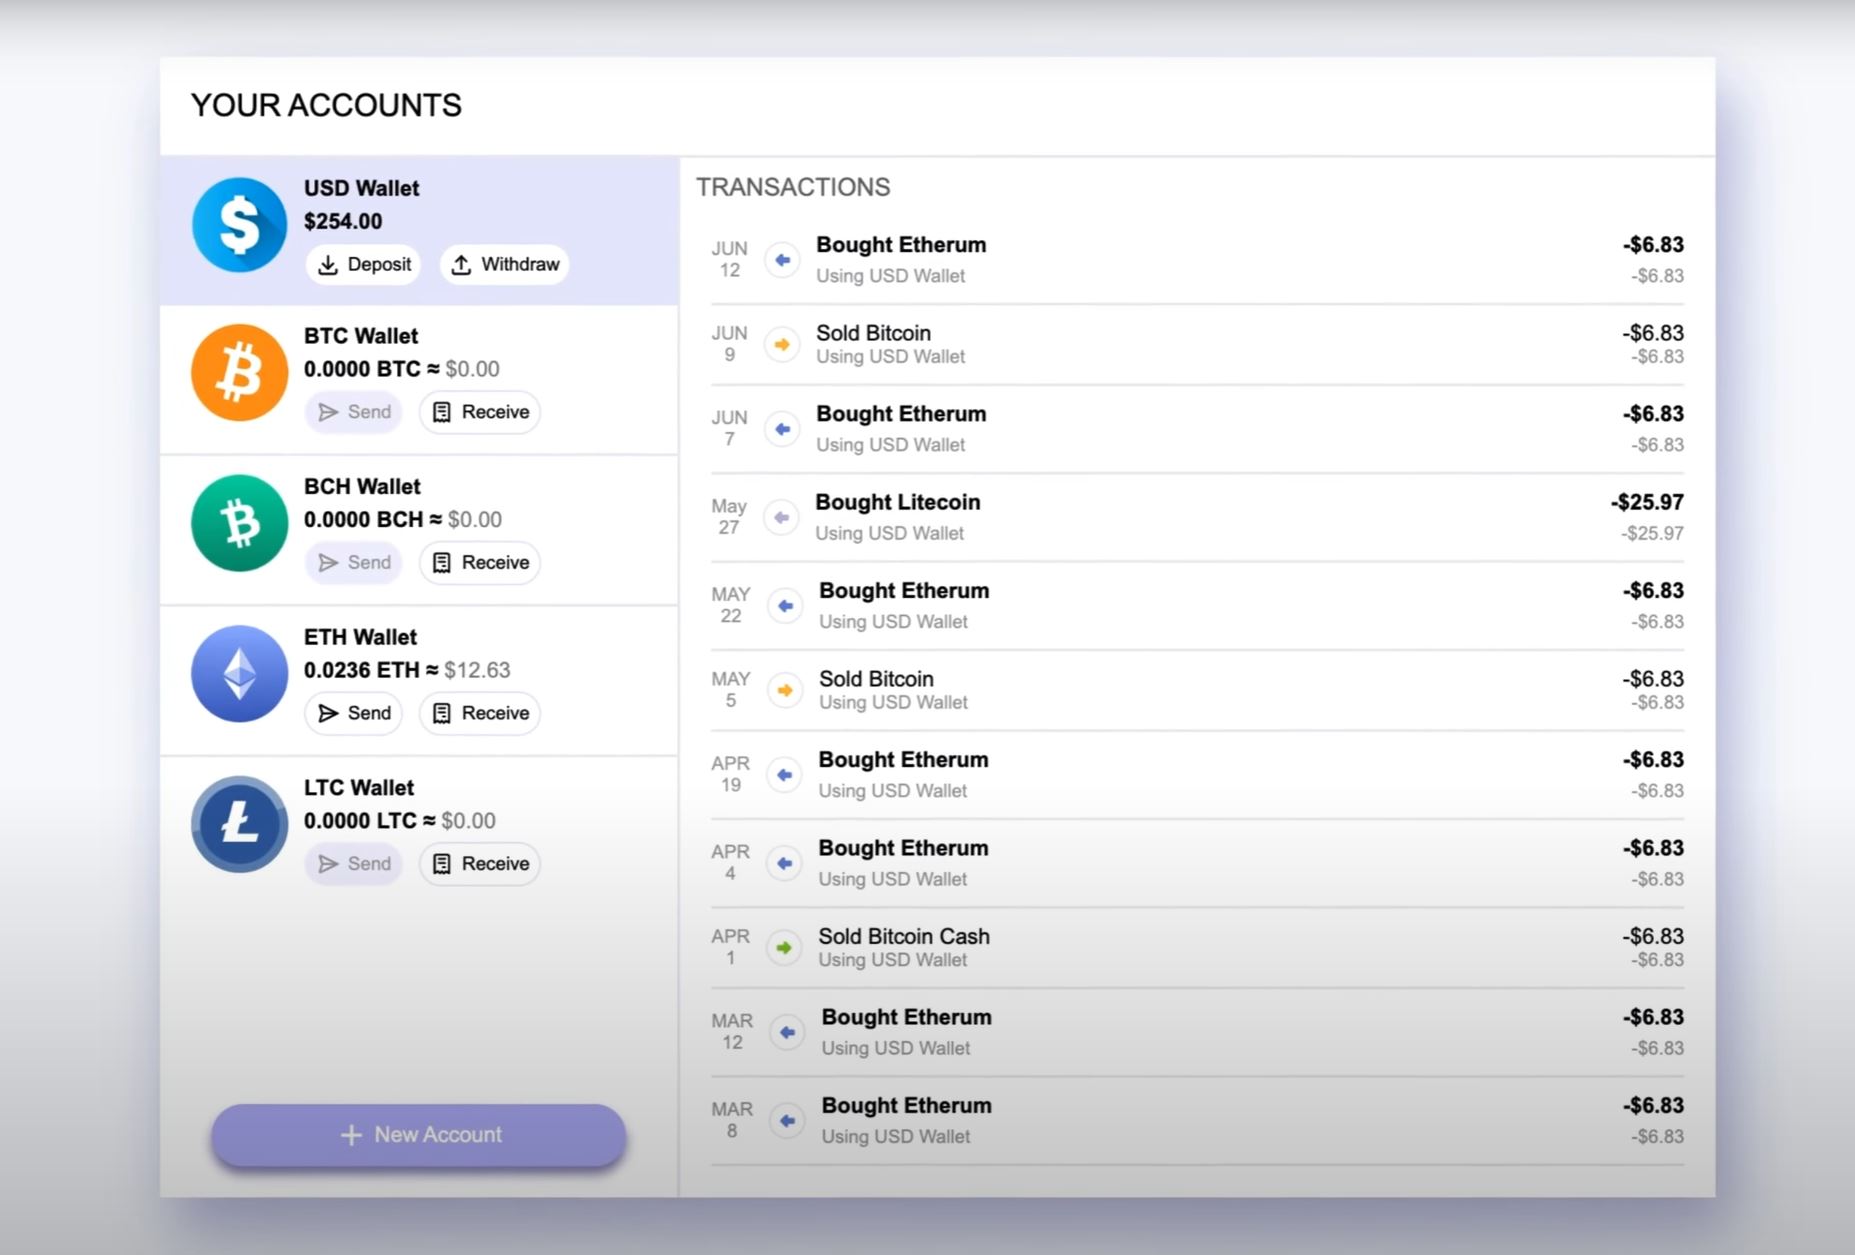 YOUR ACCOUNTS
USD Wallet
$254.00
Deposit
Withdraw
BTC Wallet
0.0000 BTC ≈ $0.00
Send
Receive
BCH Wallet
0.0000 BCH ≈ $0.00
Send
Receive
ETH Wallet
0.0236 ETH ≈ $12.63
Send
Receive
LTC Wallet
0.0000 LTC ≈ $0.00
Send
Receive
+ New Account
TRANSACTIONS
JUN
12
Bought Etherum
Using USD Wallet
-$6.83
-$6.83
JUN
9
Sold Bitcoin
Using USD Wallet
-$6.83
-$6.83
JUN
7
Bought Etherum
Using USD Wallet
-$6.83
-$6.83
May
27
Bought Litecoin
Using USD Wallet
-$25.97
-$25.97
MAY
22
Bought Etherum
Using USD Wallet
-$6.83
-$6.83
MAY
5
Sold Bitcoin
Using USD Wallet
-$6.83
-$6.83
APR
19
Bought Etherum
Using USD Wallet
-$6.83
-$6.83
APR
4
Bought Etherum
Using USD Wallet
-$6.83
-$6.83
APR
1
Sold Bitcoin Cash
Using USD Wallet
-$6.83
-$6.83
MAR
12
Bought Etherum
Using USD Wallet
-$6.83
-$6.83
MAR
8
Bought Etherum
Using USD Wallet
-$6.83
-$6.83